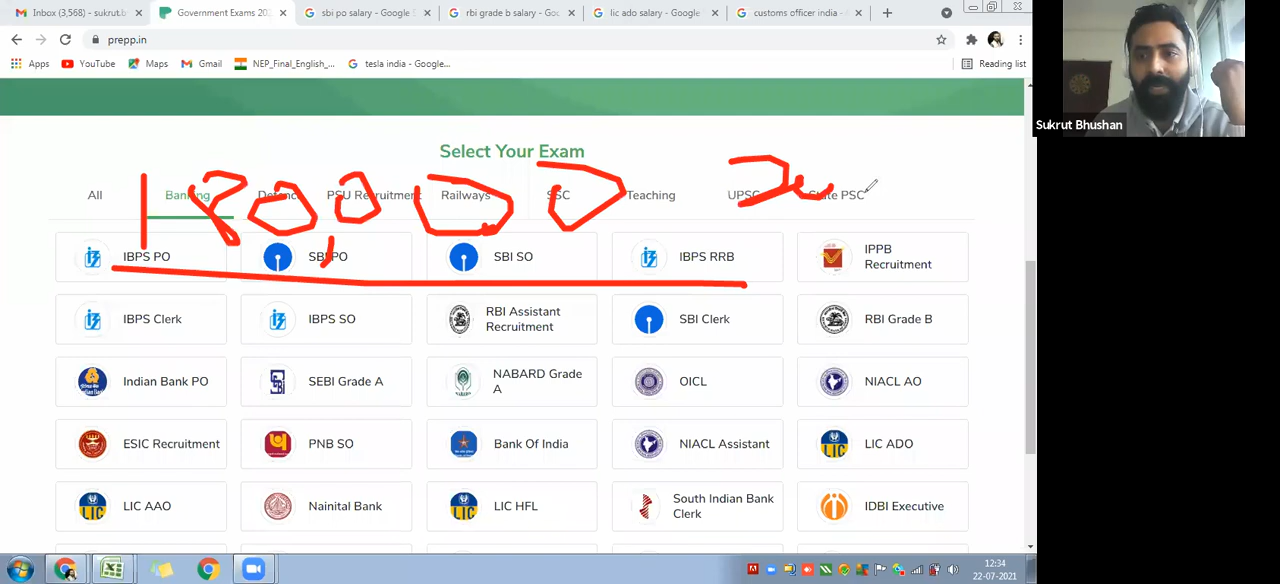 Inbox (3,568) - sukrut.b
Government Exams 202
sbi po salary - Google
rbi grade b salary - Goo
lic ado salary - Google
customs officer india -
prepp.in
Apps
YouTube
Maps
Gmail
NEP_Final_English_...
tesla india - Google...
Reading list
Sukrut Bhushan
Select Your Exam
All
Banking
Defence
PSU Recruitment
Railways
SSC
Teaching
UPSC
State PSC
IBPS PO
SBI PO
SBI SO
IBPS RRB
IPPB
Recruitment
IBPS Clerk
IBPS SO
RBI Assistant
Recruitment
SBI Clerk
RBI Grade B
Indian Bank PO
SEBI Grade A
NABARD Grade
A
OICL
NIACL AO
ESIC Recruitment
PNB SO
Bank Of India
NIACL Assistant
LIC ADO
LIC AAO
Nainital Bank
LIC HFL
South Indian Bank
Clerk
IDBI Executive
12:34
22-07-2021